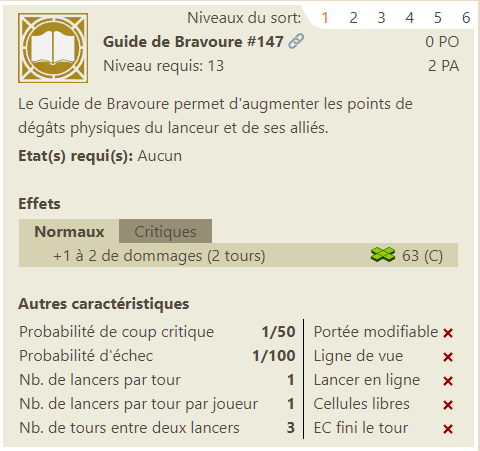 Niveaux du sort: 1 2 3 4 5 6
Guide de Bravoure #147 0 PO
Niveau requis: 13 2 PA
Le Guide de Bravoure permet d'augmenter les points de
dégâts physiques du lanceur et de ses alliés.
Etat(s) requi(s): Aucun
Effets
Normaux Critiques
+1 à 2 de dommages (2 tours) 63 (C)
Autres caractéristiques
Probabilité de coup critique 1/50 Portée modifiable
Probabilité d'échec 1/100 Ligne de vue
Nb. de lancers par tour 1 Lancer en ligne
Nb. de lancers par tour par joueur 1 Cellules libres
Nb. de tours entre deux lancers 3 EC fini le tour